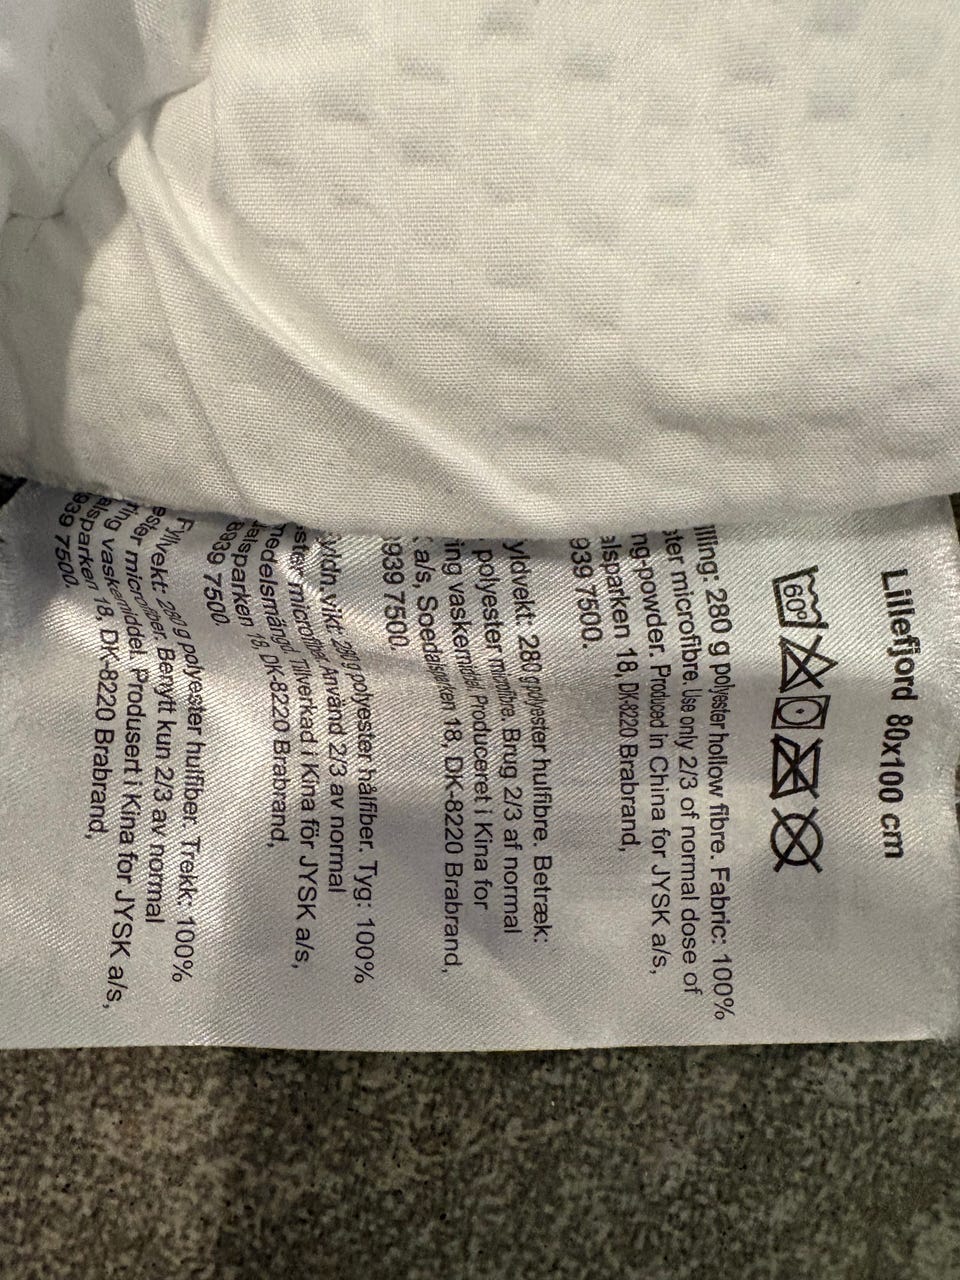 Lillefjord 80x100 cm
60°
illing: 280 g polyester hollow fibre. Fabric: 100%
ster microfibre. Use only 2/3 of normal dose of
ng-powder. Produced in China for JYSK a/s,
alsparken 18, DK-8220 Brabrand,
939 7500.
yldvekt: 280 g polyester hulfibre. Betræk:
polyester microfibre. Brug 2/3 af normal
ing vaskemiddel. Produceret i Kina for
a/s, Soedalsparken 18, DK-8220 Brabrand,
939 7500.
yldn.vikt: 280 g polyester hålfiber. Tyg: 100%
ster microfiber. Använd 2/3 av normal
medelsmängd. Tillverkad i Kina för JYSK a/s,
alsparken 18, DK-8220 Brabrand,
8939 7500.
Fyllvekt: 280 g polyester hulfiber. Trekk: 100%
ester microfiber. Benytt kun 2/3 av normal
ring vaskemiddel. Produsert i Kina for JYSK a/s,
alsparken 18, DK-8220 Brabrand,
939 7500.